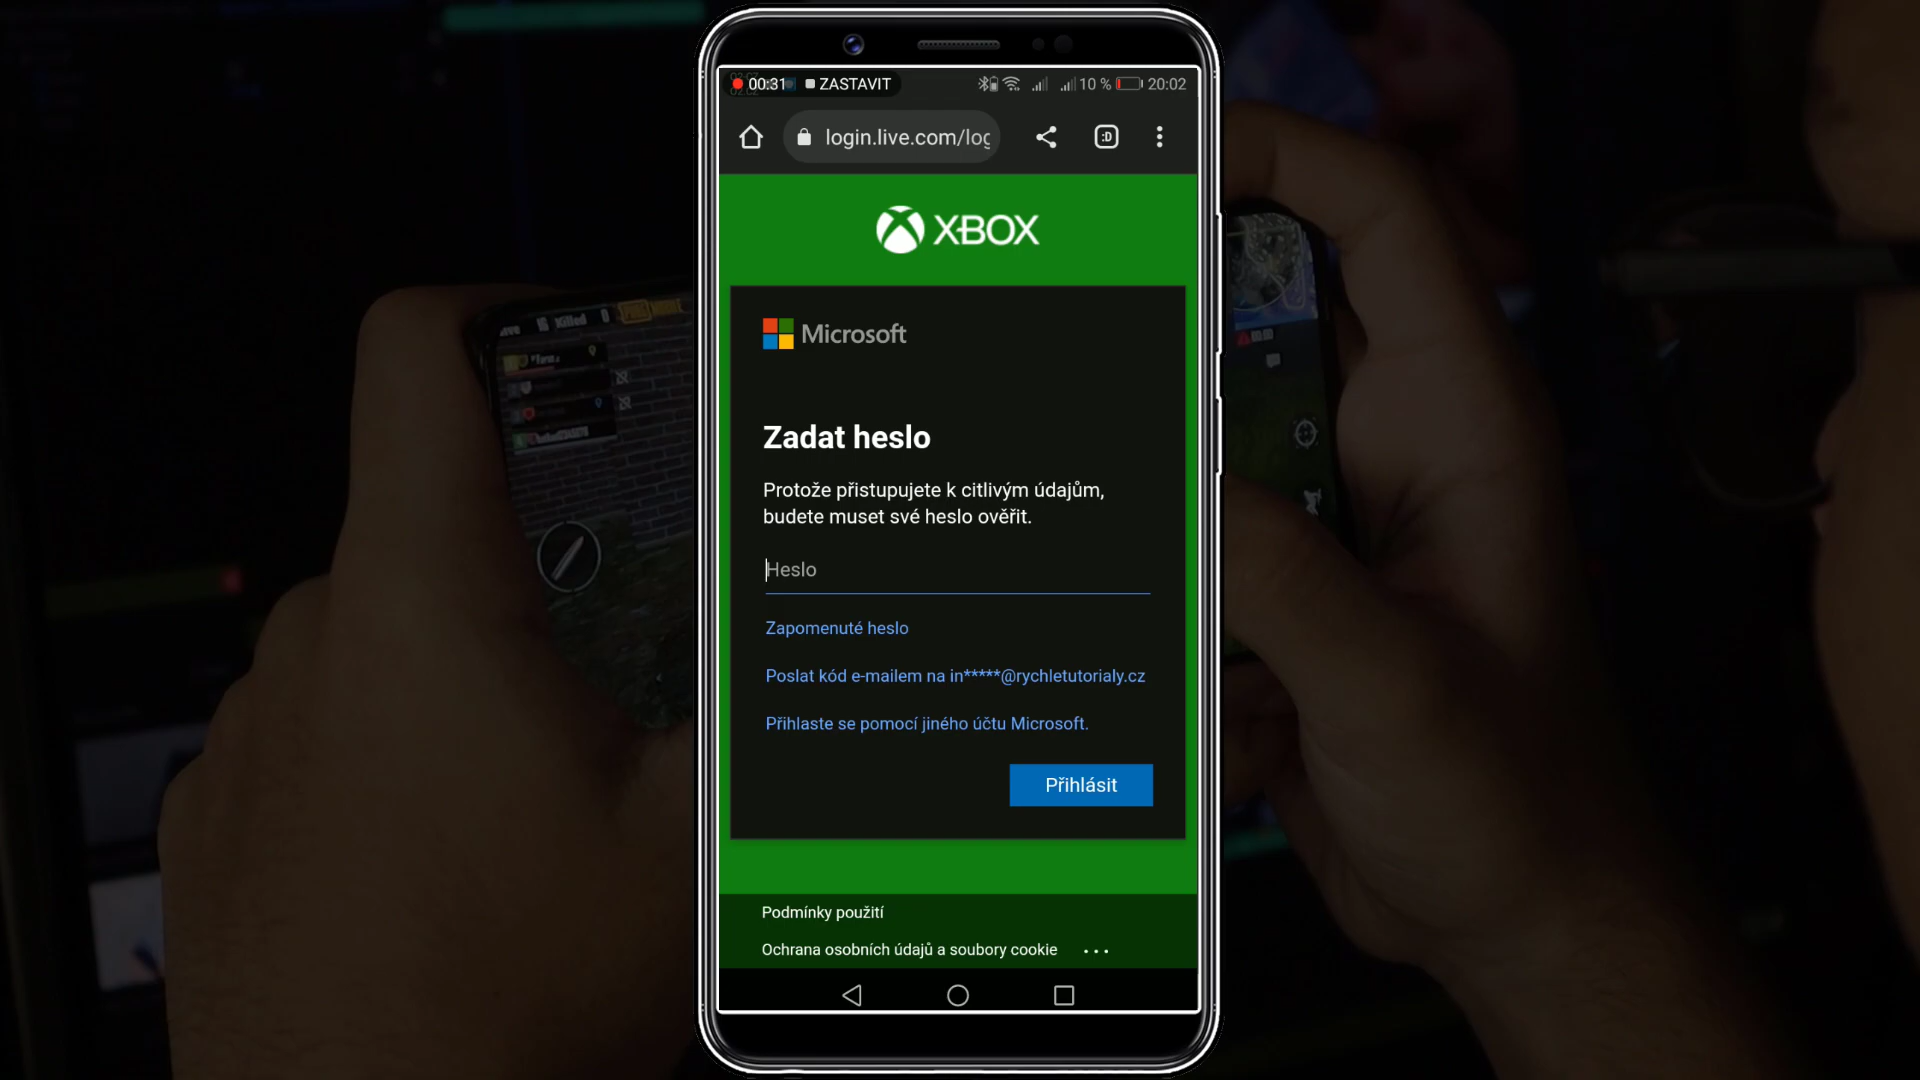 00:31 ZASTAVIT 10 % 20:02
login.live.com/log :D
XBOX
Microsoft
Zadat heslo
Protože přistupujete k citlivým údajům,
budete muset své heslo ověřit.
Heslo
Zapomenuté heslo
Poslat kód e-mailem na in*****@rychletutorialy.cz
Přihlaste se pomocí jiného účtu Microsoft.
Přihlásit
Podmínky použití
Ochrana osobních údajů a soubory cookie ...
Killed 0